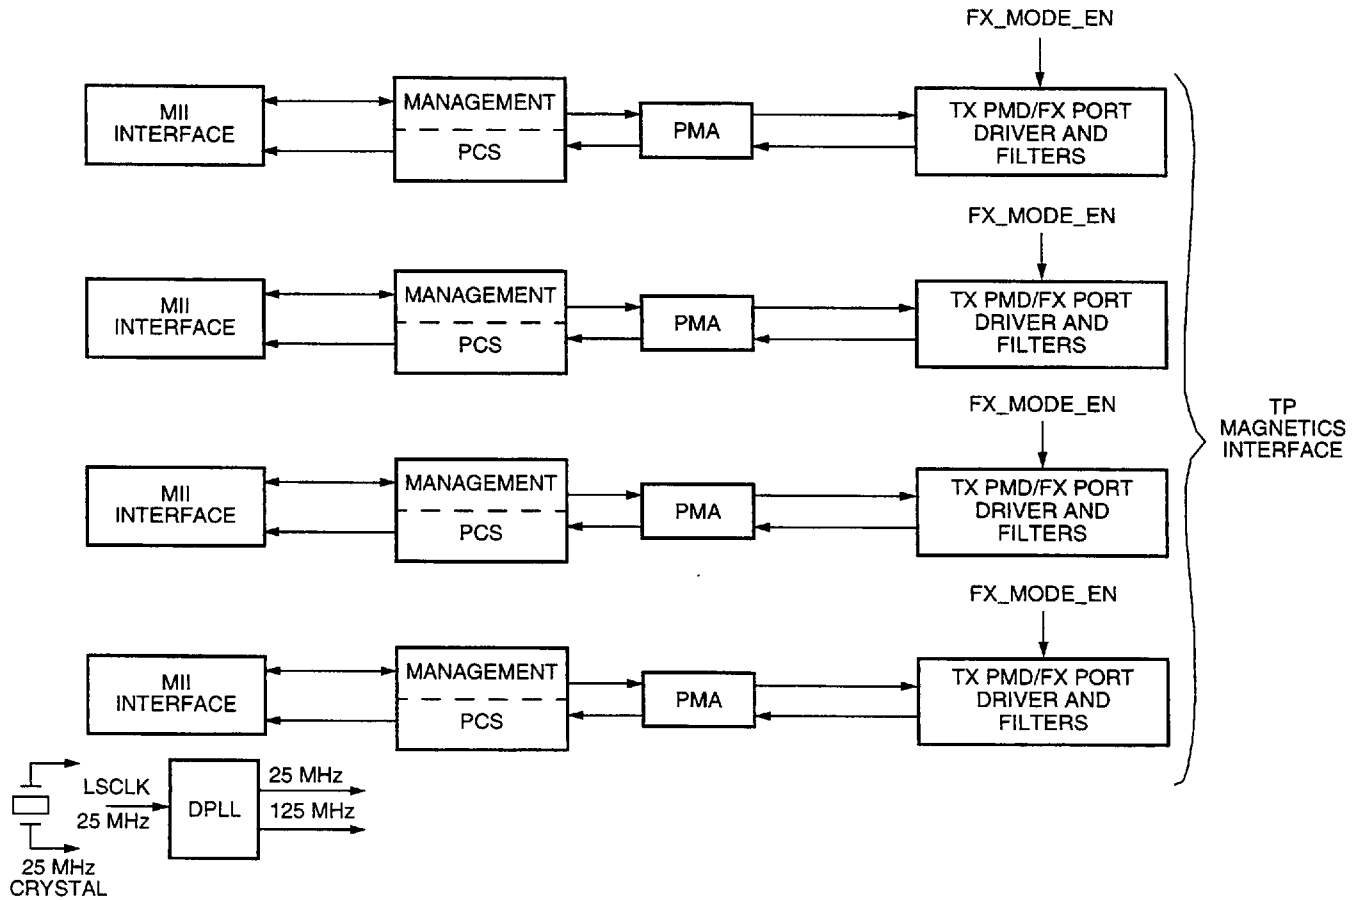 FX_MODE_EN
MII
INTERFACE
MANAGEMENT
PCS
PMA
TX PMD/FX PORT
DRIVER AND
FILTERS
FX_MODE_EN
MII
INTERFACE
MANAGEMENT
PCS
PMA
TX PMD/FX PORT
DRIVER AND
FILTERS
TP
MAGNETICS
INTERFACE
FX_MODE_EN
MII
INTERFACE
MANAGEMENT
PCS
PMA
TX PMD/FX PORT
DRIVER AND
FILTERS
FX_MODE_EN
MII
INTERFACE
MANAGEMENT
PCS
PMA
TX PMD/FX PORT
DRIVER AND
FILTERS
LSCLK
25 MHz
DPLL
25 MHz
125 MHz
25 MHz
CRYSTAL